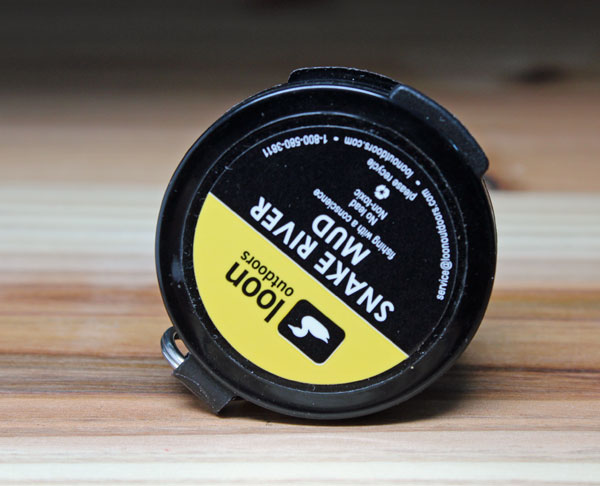 loon
outdoors
SNAKE RIVER
MUD
fishing with a conscience
No lead
Non-toxic
please recycle
service@loonoutdoors.com • loonoutdoors.com • 1-800-580-3811